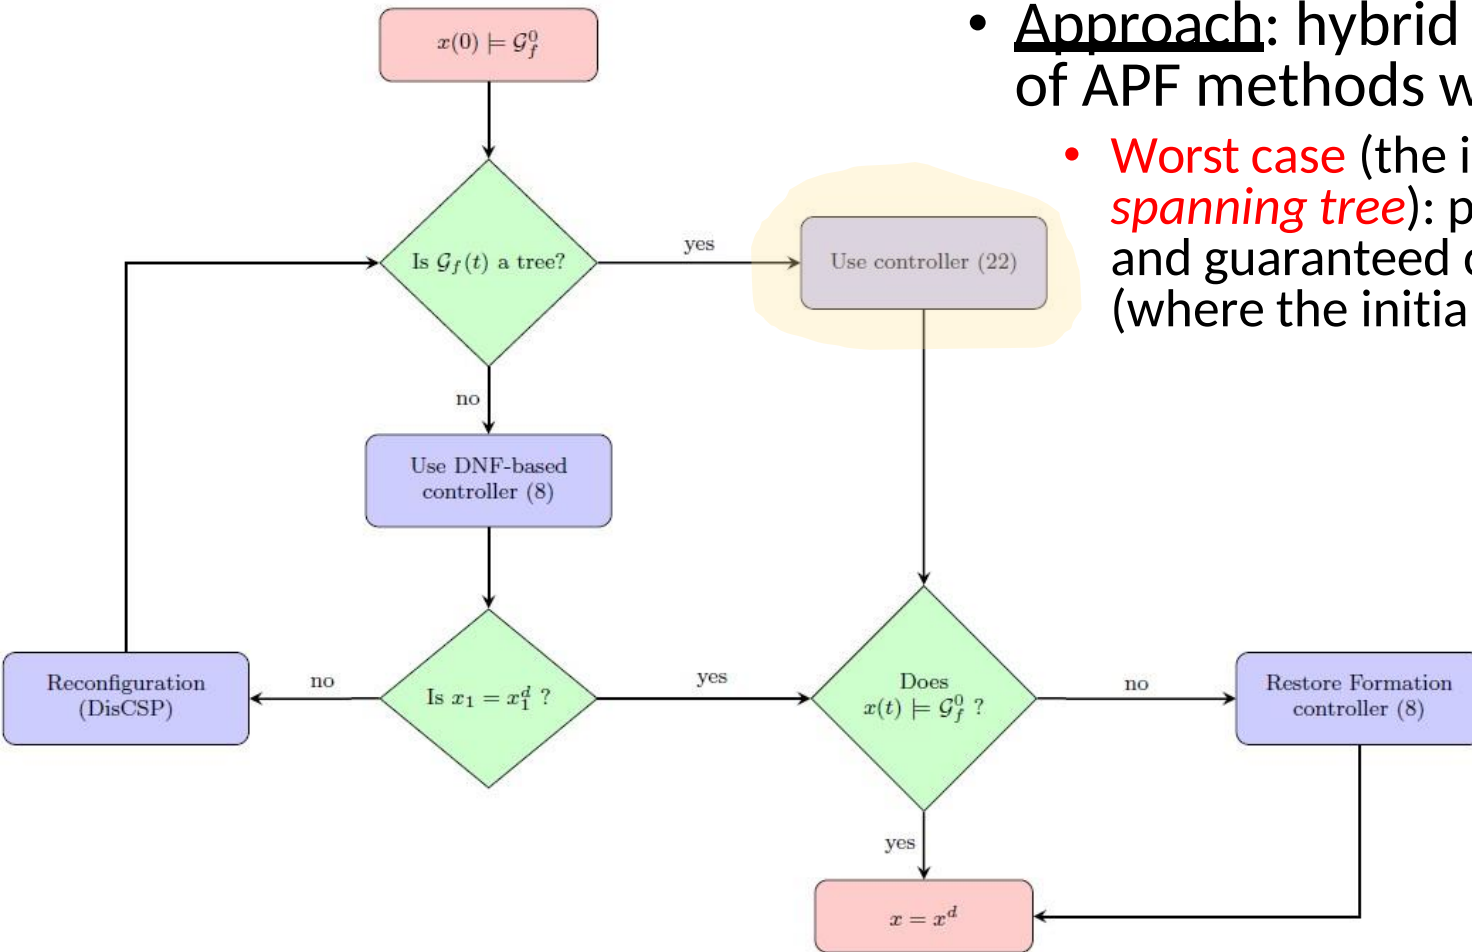 x(0) ⊨ 𝒢_f^0
Is 𝒢_f(t) a tree?
yes
Use controller (22)
no
Use DNF-based
controller (8)
Reconfiguration
(DisCSP)
no
Is x_1 = x_1^d ?
yes
Does
x(t) ⊨ 𝒢_f^0 ?
no
Restore Formation
controller (8)
yes
x = x^d
• Approach: hybrid
of APF methods
• Worst case (the
spanning tree):
and guaranteed
(where the